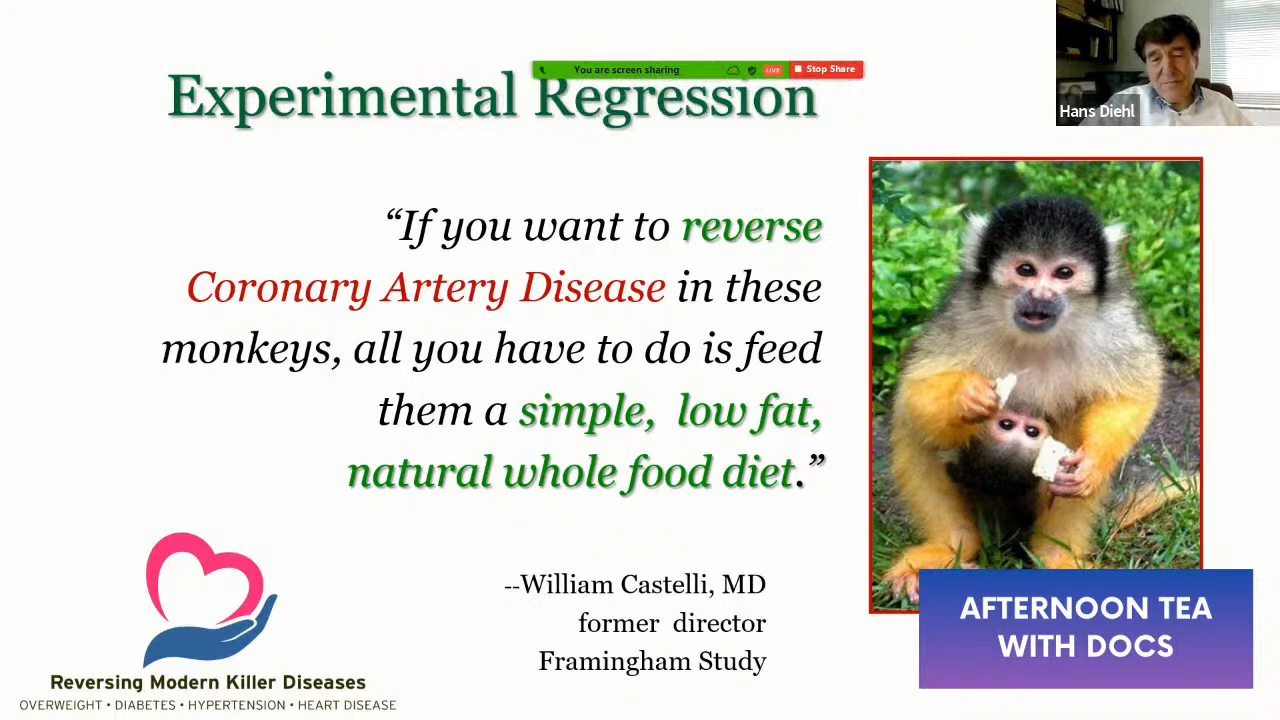 You are screen sharing LIVE Stop Share
Experimental Regression
Hans Diehl
“If you want to reverse
Coronary Artery Disease in these
monkeys, all you have to do is feed
them a simple, low fat,
natural whole food diet.”
--William Castelli, MD
former director
Framingham Study
AFTERNOON TEA
WITH DOCS
Reversing Modern Killer Diseases
OVERWEIGHT • DIABETES • HYPERTENSION • HEART DISEASE